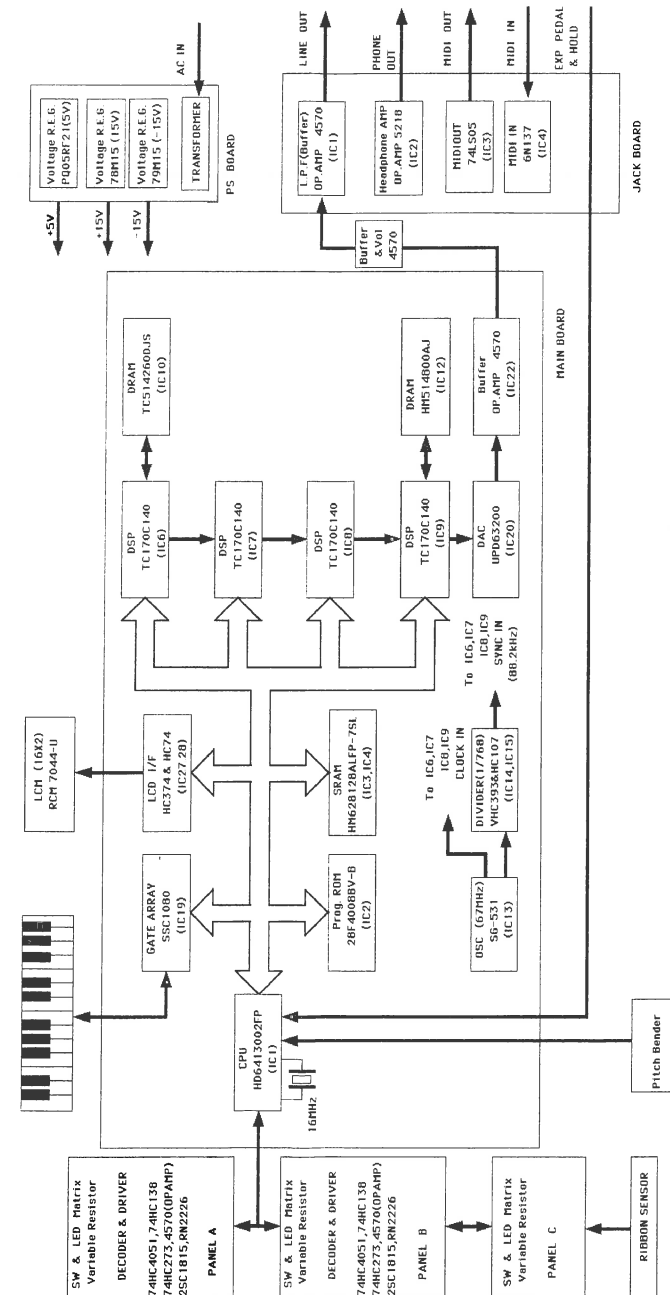 SW & LED Matrix
Variable Resistor
DECODER & DRIVER
74HC4051,74HC138
74HC273,4570(OPAMP)
2SC1815,RN2226
PANEL A
SW & LED Matrix
Variable Resistor
DECODER & DRIVER
74HC4051,74HC138
74HC273,4570(OPAMP)
2SC1815,RN2226
PANEL B
SW & LED Matrix
Variable Resistor
PANEL C
RIBBON SENSOR
Pitch Bender
CPU
HD6413002FP
(IC1)
16MHz
GATE ARRAY
SSC1080
(IC19)
LCM (16X2)
RCM 7044-U
LCD I/F
HC374 & HC74
(IC27 28)
Prog. ROM
28F400BBV-B
(IC2)
SRAM
HM628128ALFP-7SL
(IC3,IC4)
OSC (67MHz)
SG-531
(IC13)
DIVIDER(1/768)
VHC393&HC107
(IC14,IC15)
To IC6,IC7
IC8,IC9
CLOCK IN
To IC6,IC7
IC8,IC9
SYNC IN
(88.2kHz)
DSP
TC170C140
(IC6)
DSP
TC170C140
(IC7)
DSP
TC170C140
(IC8)
DSP
TC170C140
(IC9)
DAC
UPD63200
(IC20)
DRAM
TC514260DJS
(IC10)
DRAM
HM514800AJ
(IC12)
Buffer
OP.AMP 4570
(IC22)
MAIN BOARD
Buffer
&Vol
4570
+5V
+15V
-15V
Voltage R.E.G.
PQ05RF21(5V)
Voltage R.E.G
78M15 (15V)
Voltage R.E.G
79M15 (-15V)
TRANSFORMER
PS BOARD
AC IN
L.P.F(Buffer)
OP.AMP 4570
(IC1)
Headphone AMP
OP.AMP 5218
(IC2)
MIDIOUT
74LS05
(IC3)
MIDI IN
6N137
(IC4)
JACK BOARD
LINE OUT
PHONE
OUT
MIDI OUT
MIDI IN
EXP PEDAL
& HOLD